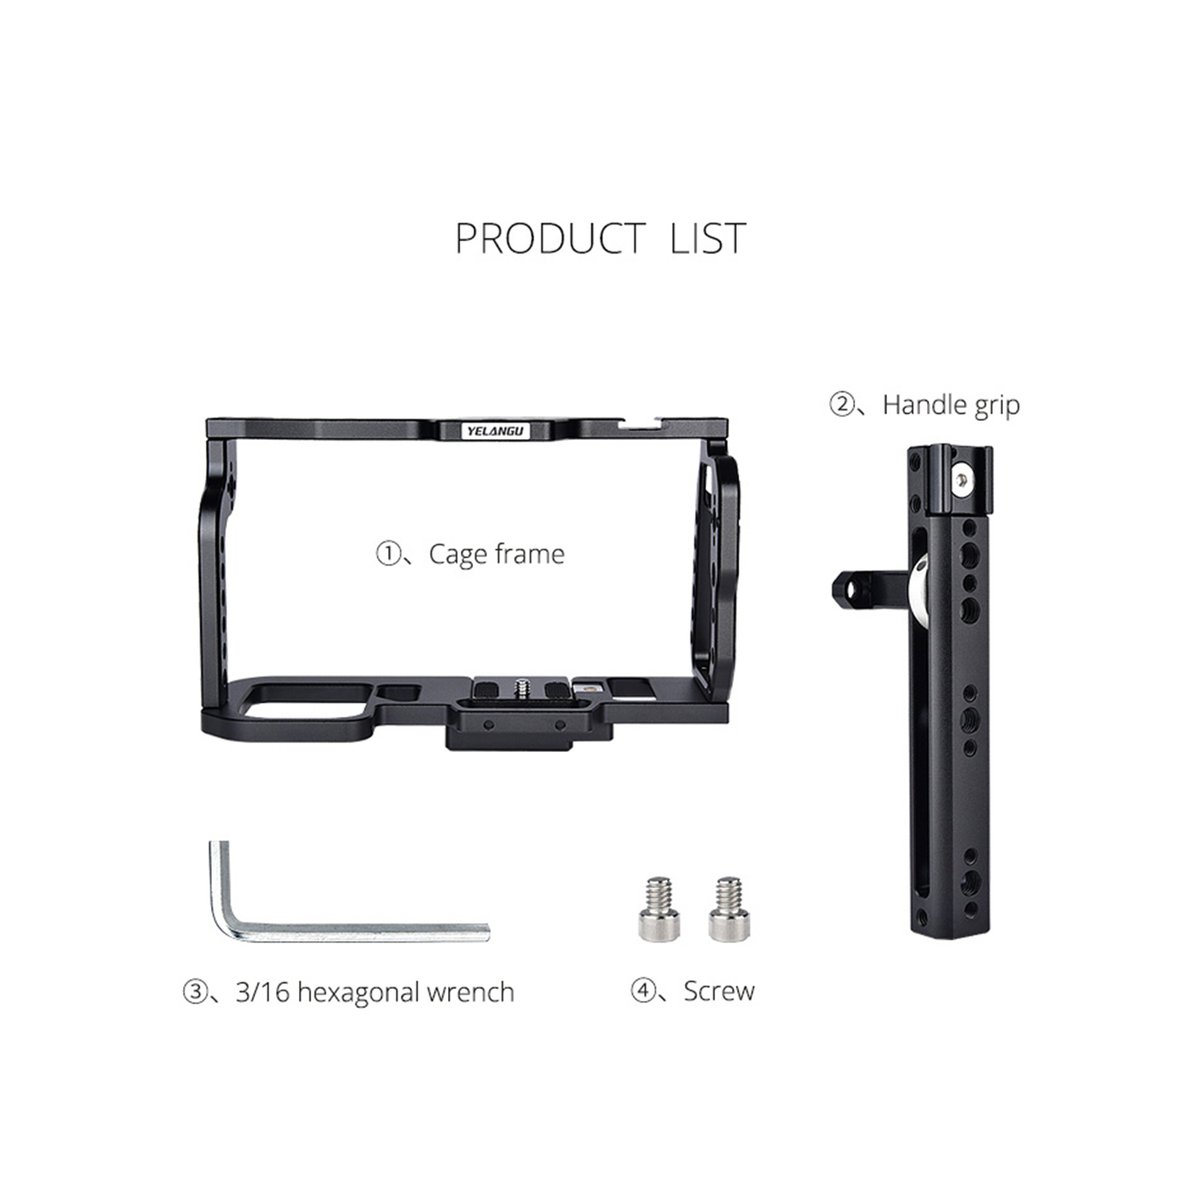 PRODUCT LIST
②、Handle grip
YELANGU
①、Cage frame
③、3/16 hexagonal wrench
④、Screw